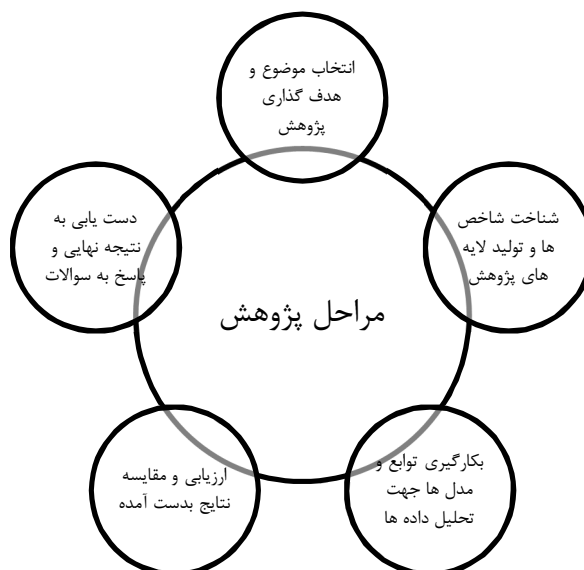 انتخاب موضوع و
هدف گذاری
پژوهش
شناخت شاخص
ها و تولید لایه
های پژوهش
بکارگیری توابع و
مدل ها جهت
تحلیل داده ها
ارزیابی و مقایسه
نتایج بدست آمده
دست یابی به
نتیجه نهایی و
پاسخ به سوالات
مراحل پژوهش